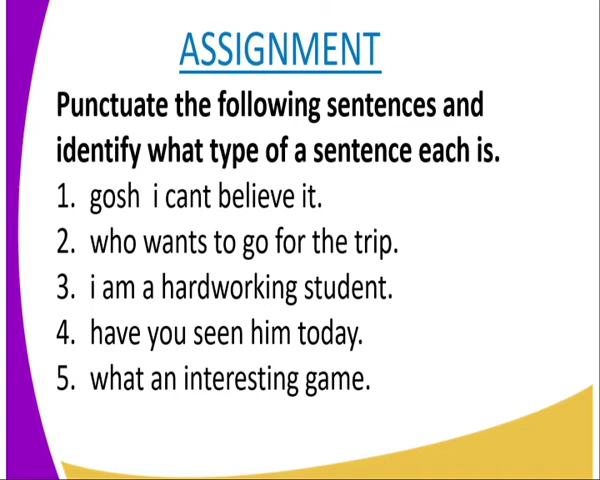 ASSIGNMENT
Punctuate the following sentences and
identify what type of a sentence each is.
1. gosh i cant believe it.
2. who wants to go for the trip.
3. i am a hardworking student.
4. have you seen him today.
5. what an interesting game.